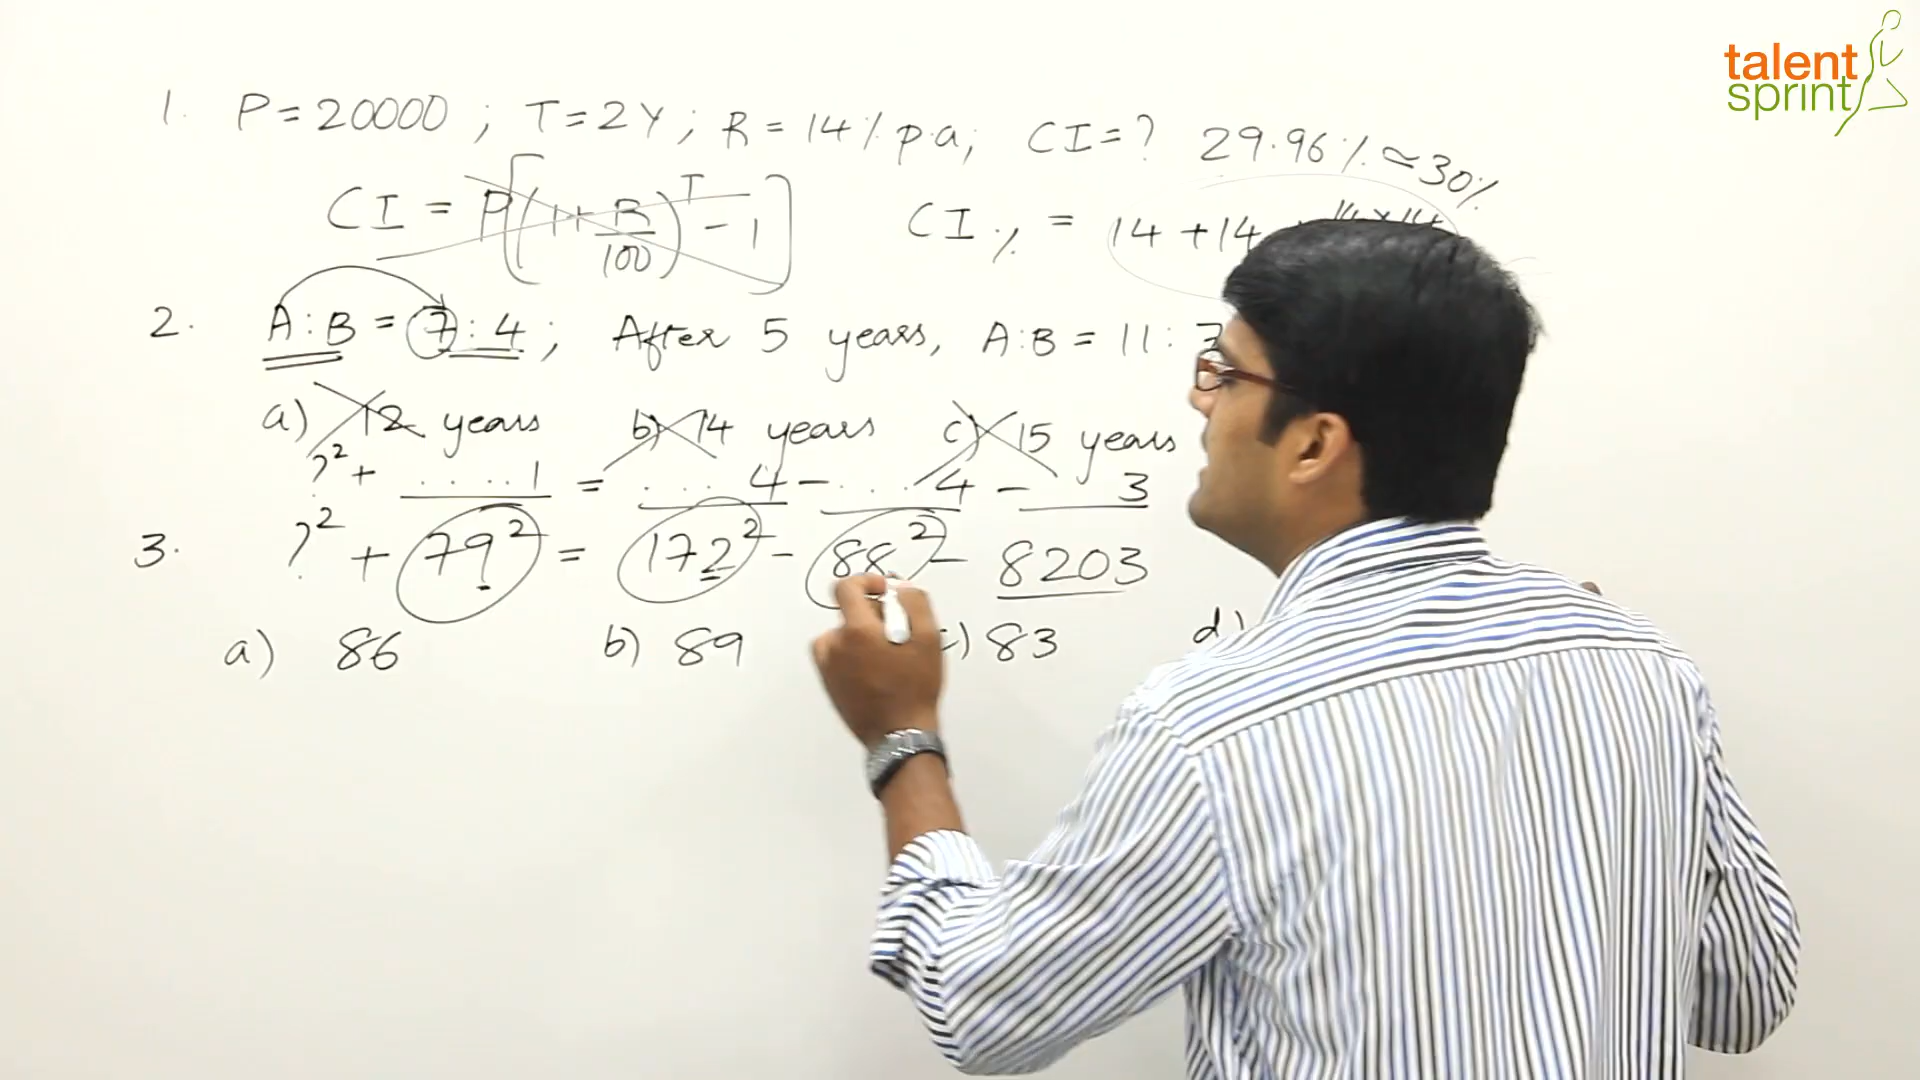 talent
sprint
1. P = 20000 ; T = 2Y ; R = 14% p.a, CI = ? 29.96% ≃ 30%
CI = P[(1 + R/100)^T - 1] CI% = 14 + 14
2. A : B = 7 : 4 ; After 5 years, A : B = 11 : 7
a) 12 years b) 14 years c) 15 years
?² + ....1 = ...4 - ...4 - 3
3. ?² + 79² = 172² - 88² - 8203
a) 86 b) 89 c) 83 d)